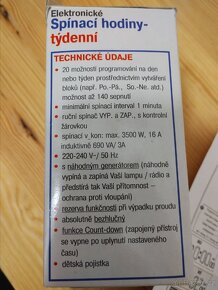 Elektronické
Spínací hodiny-
týdenní
TECHNICKÉ ÚDAJE
• 20 možností programování na den
nebo týden prostřednictvím vytváření
bloků (např. Po.-Pá., So.-Ne. atd.)
možnost až 140 sepnutí
• minimální spínací interval 1 minuta
• ruční spínač VYP. a ZAP., s kontrolní
žárovkou
• spínací v_kon: max. 3500 W, 16 A
induktivně 690 VA/ 3A
• 220-240 V~/ 50 Hz
• s náhodným generátorem (náhodně
vypíná a zapíná Vaši lampu / rádio a
předstírá tak Vaši přítomnost –
ochrání proti vloupání)
• rezerva funkčnosti při výpadku proudu
• absolutně bezhlučný
• funkce Count-down (zapojený přístroj
se vypne po uplynutí nastaveného
času)
• dětská pojistka